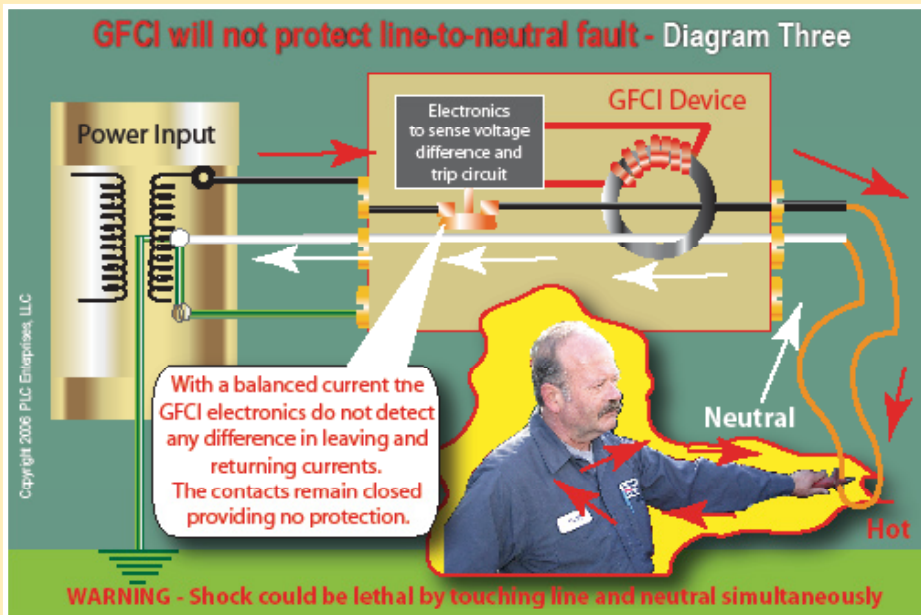 GFCI will not protect line-to-neutral fault - Diagram Three
Power Input
Electronics
to sense voltage
difference and
trip circuit
GFCI Device
Copyright 2006 PLC Enterprises, LLC
With a balanced current tne
GFCI electronics do not detect
any difference in leaving and
returning currents.
The contacts remain closed
providing no protection.
Neutral
Hot
WARNING - Shock could be lethal by touching line and neutral simultaneously